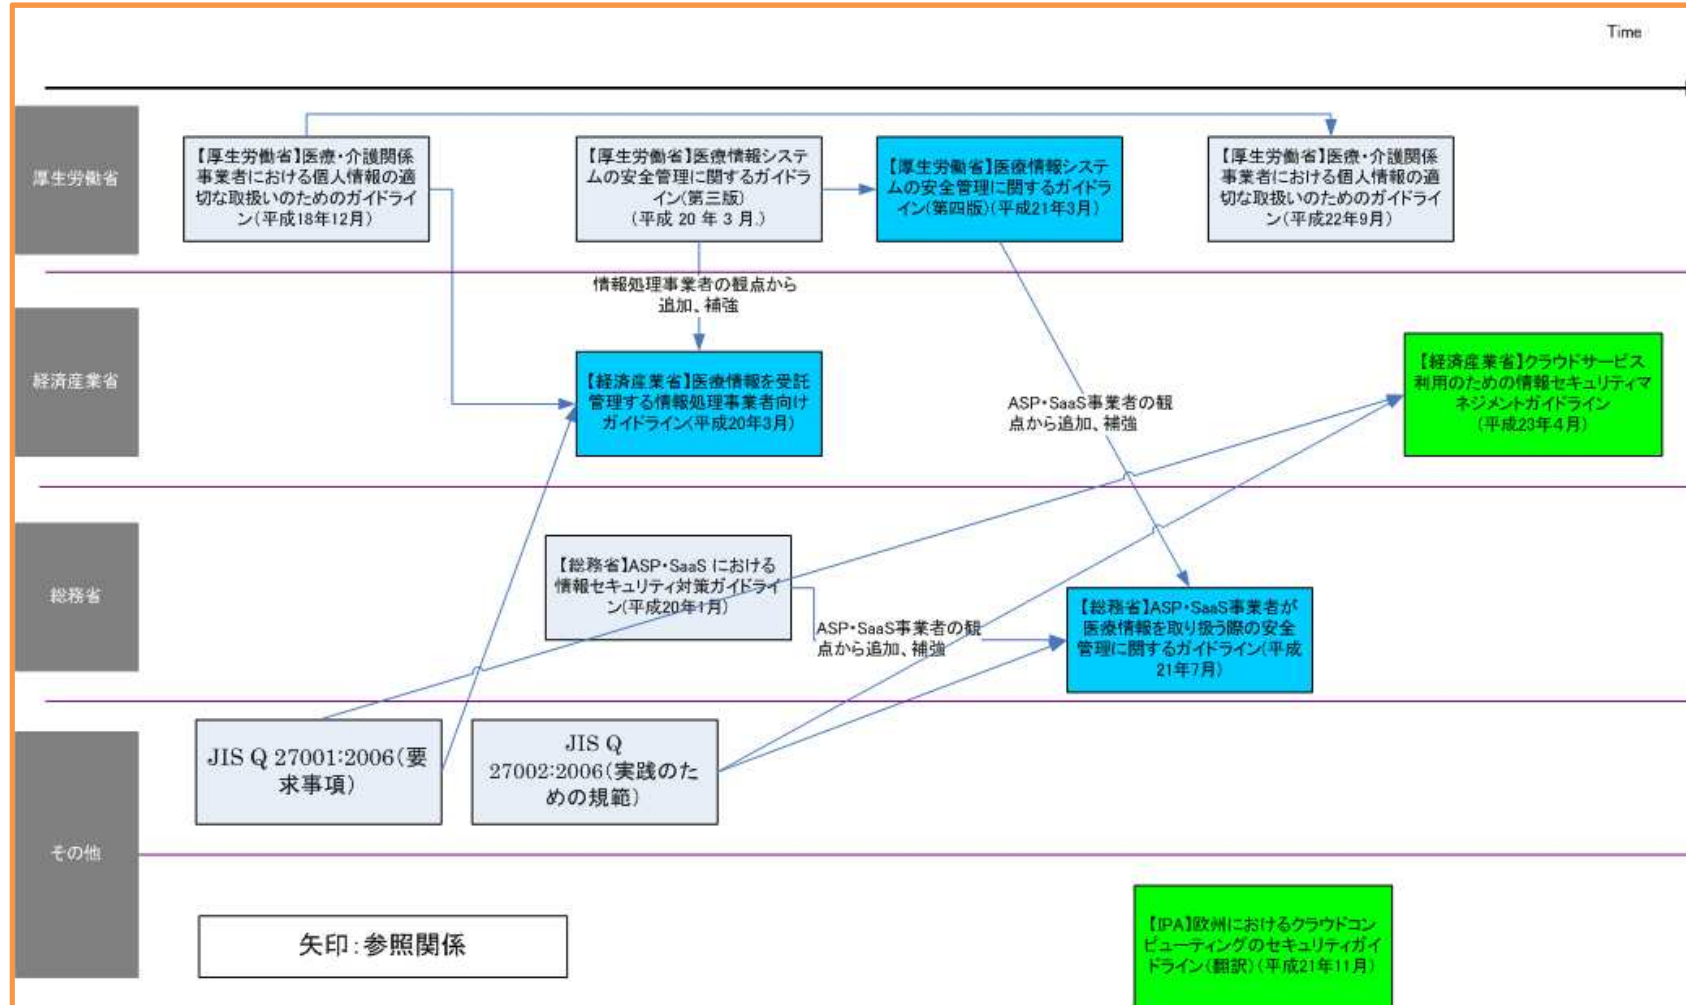 Time
厚生労働省
【厚生労働省】医療・介護関係
事業者における個人情報の適
切な取扱いのためのガイドライ
ン(平成18年12月)
【厚生労働省】医療情報システ
ムの安全管理に関するガイドラ
イン(第三版)
(平成 20 年 3 月.)
【厚生労働省】医療情報システ
ムの安全管理に関するガイドラ
イン(第四版)(平成21年3月)
【厚生労働省】医療・介護関係
事業者における個人情報の適
切な取扱いのためのガイドライ
ン(平成22年9月)
情報処理事業者の観点から
追加、補強
経済産業省
【経済産業省】医療情報を受託
管理する情報処理事業者向け
ガイドライン(平成20年3月)
ASP・SaaS事業者の観
点から追加、補強
【経済産業省】クラウドサービス
利用のための情報セキュリティマ
ネジメントガイドライン
(平成23年4月)
総務省
【総務省】ASP・SaaS における
情報セキュリティ対策ガイドライ
ン(平成20年1月)
ASP・SaaS事業者の観
点から追加、補強
【総務省】ASP・SaaS事業者が
医療情報を取り扱う際の安全
管理に関するガイドライン(平成
21年7月)
その他
JIS Q 27001:2006(要
求事項)
JIS Q
27002:2006(実践のた
めの規範)
矢印:参照関係
【IPA】欧州におけるクラウドコン
ピューティングのセキュリティガイ
ドライン(翻訳)(平成21年11月)